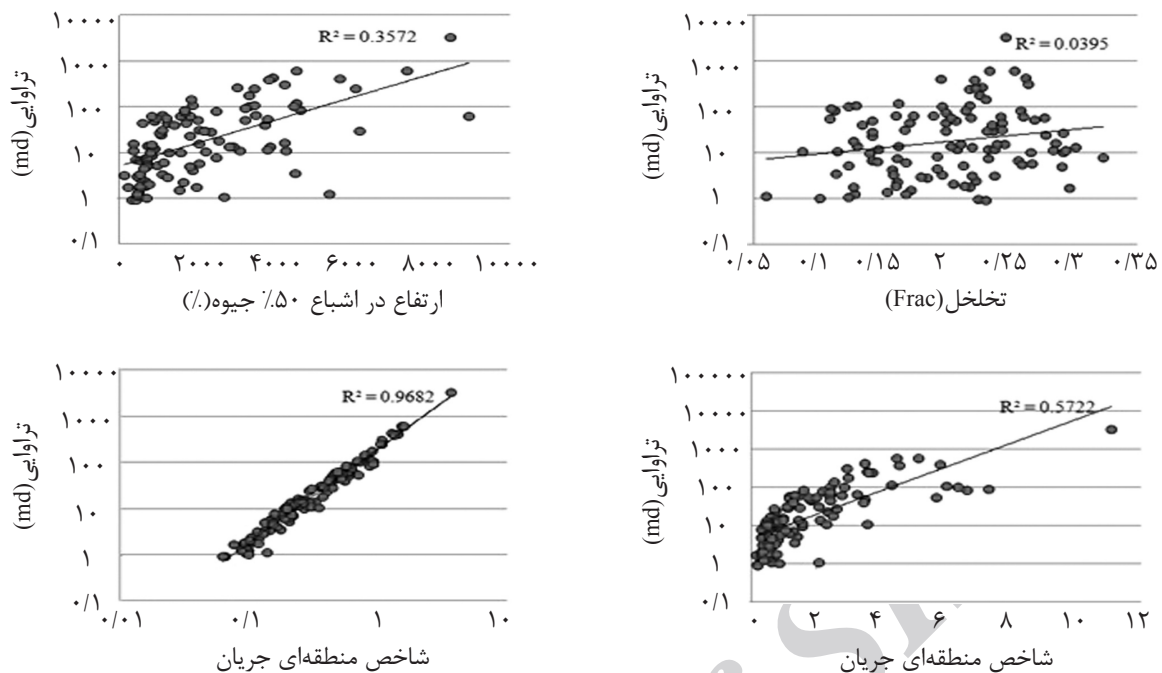 ۱۰۰۰۰
۱۰۰۰
۱۰۰
۱۰
۱
۰/۱
تراوایی(md)
R² = 0.3572
۰ ۲۰۰۰ ۴۰۰۰ ۶۰۰۰ ۸۰۰۰ ۱۰۰۰۰
ارتفاع در اشباع ۵۰٪ جیوه(٪)
۱۰۰۰۰
۱۰۰۰
۱۰۰
۱۰
۱
۰/۱
تراوایی(md)
R² = 0.0395
۰/۰۵ ۰/۱ ۰/۱۵ ۲ ۰/۲۵ ۰/۳ ۰/۳۵
تخلخل(Frac)
۱۰۰۰۰
۱۰۰۰
۱۰۰
۱۰
۱
۰/۱
تراوایی(md)
R² = 0.9682
۰/۰۱ ۰/۱ ۱ ۱۰
شاخص منطقه‌ای جریان
۱۰۰۰۰۰
۱۰۰۰۰
۱۰۰۰
۱۰۰
۱۰
۱
۰/۱
تراوایی(md)
R² = 0.5722
۰ ۲ ۴ ۶ ۸ ۱۰ ۱۲
شاخص منطقه‌ای جریان